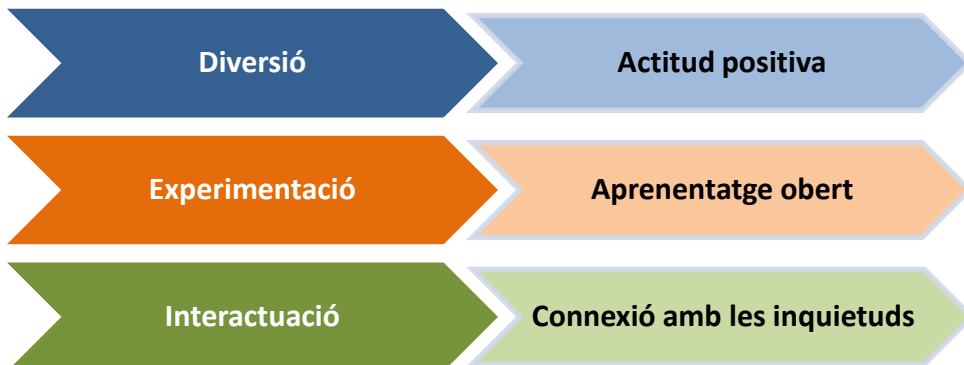 Diversió
Actitud positiva
Experimentació
Aprenentatge obert
Interactuació
Connexió amb les inquietuds